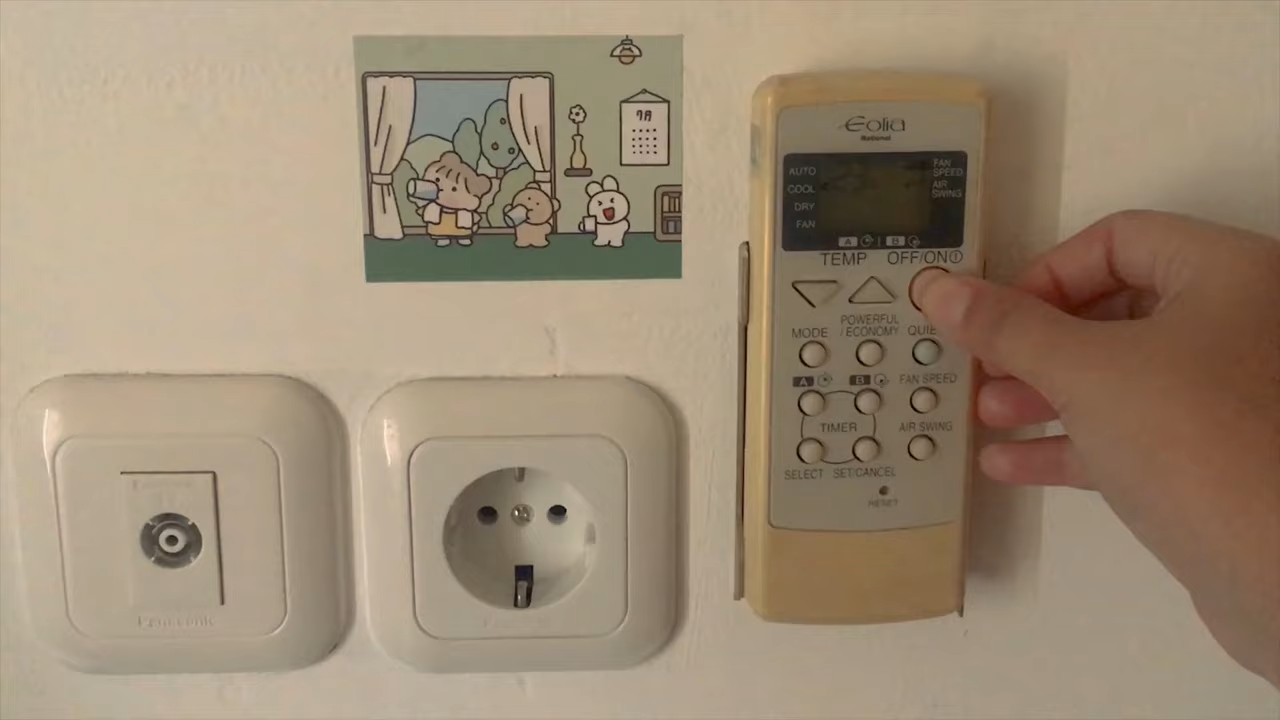 Eolia
National
AUTO
COOL
DRY
FAN
FAN
SPEED
AIR
SWING
A B
TEMP OFF/ON
MODE
POWERFUL
/ECONOMY
A B
FAN SPEED
TIMER
AIR SWING
SELECT SET/CANCEL
RESET
Panasonic